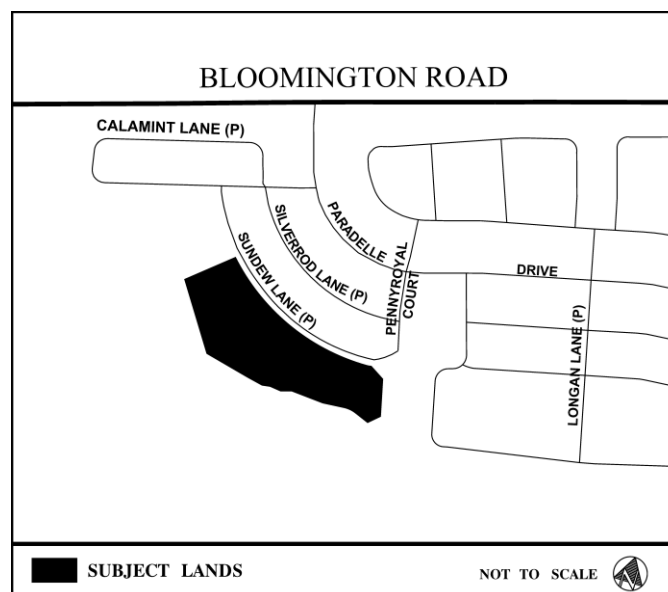 BLOOMINGTON ROAD
CALAMINT LANE (P)
SILVERROD LANE (P)
PARADELLE
SUNDEW LANE (P)
PENNYROYAL
COURT
DRIVE
LONGAN LANE (P)
SUBJECT LANDS
NOT TO SCALE